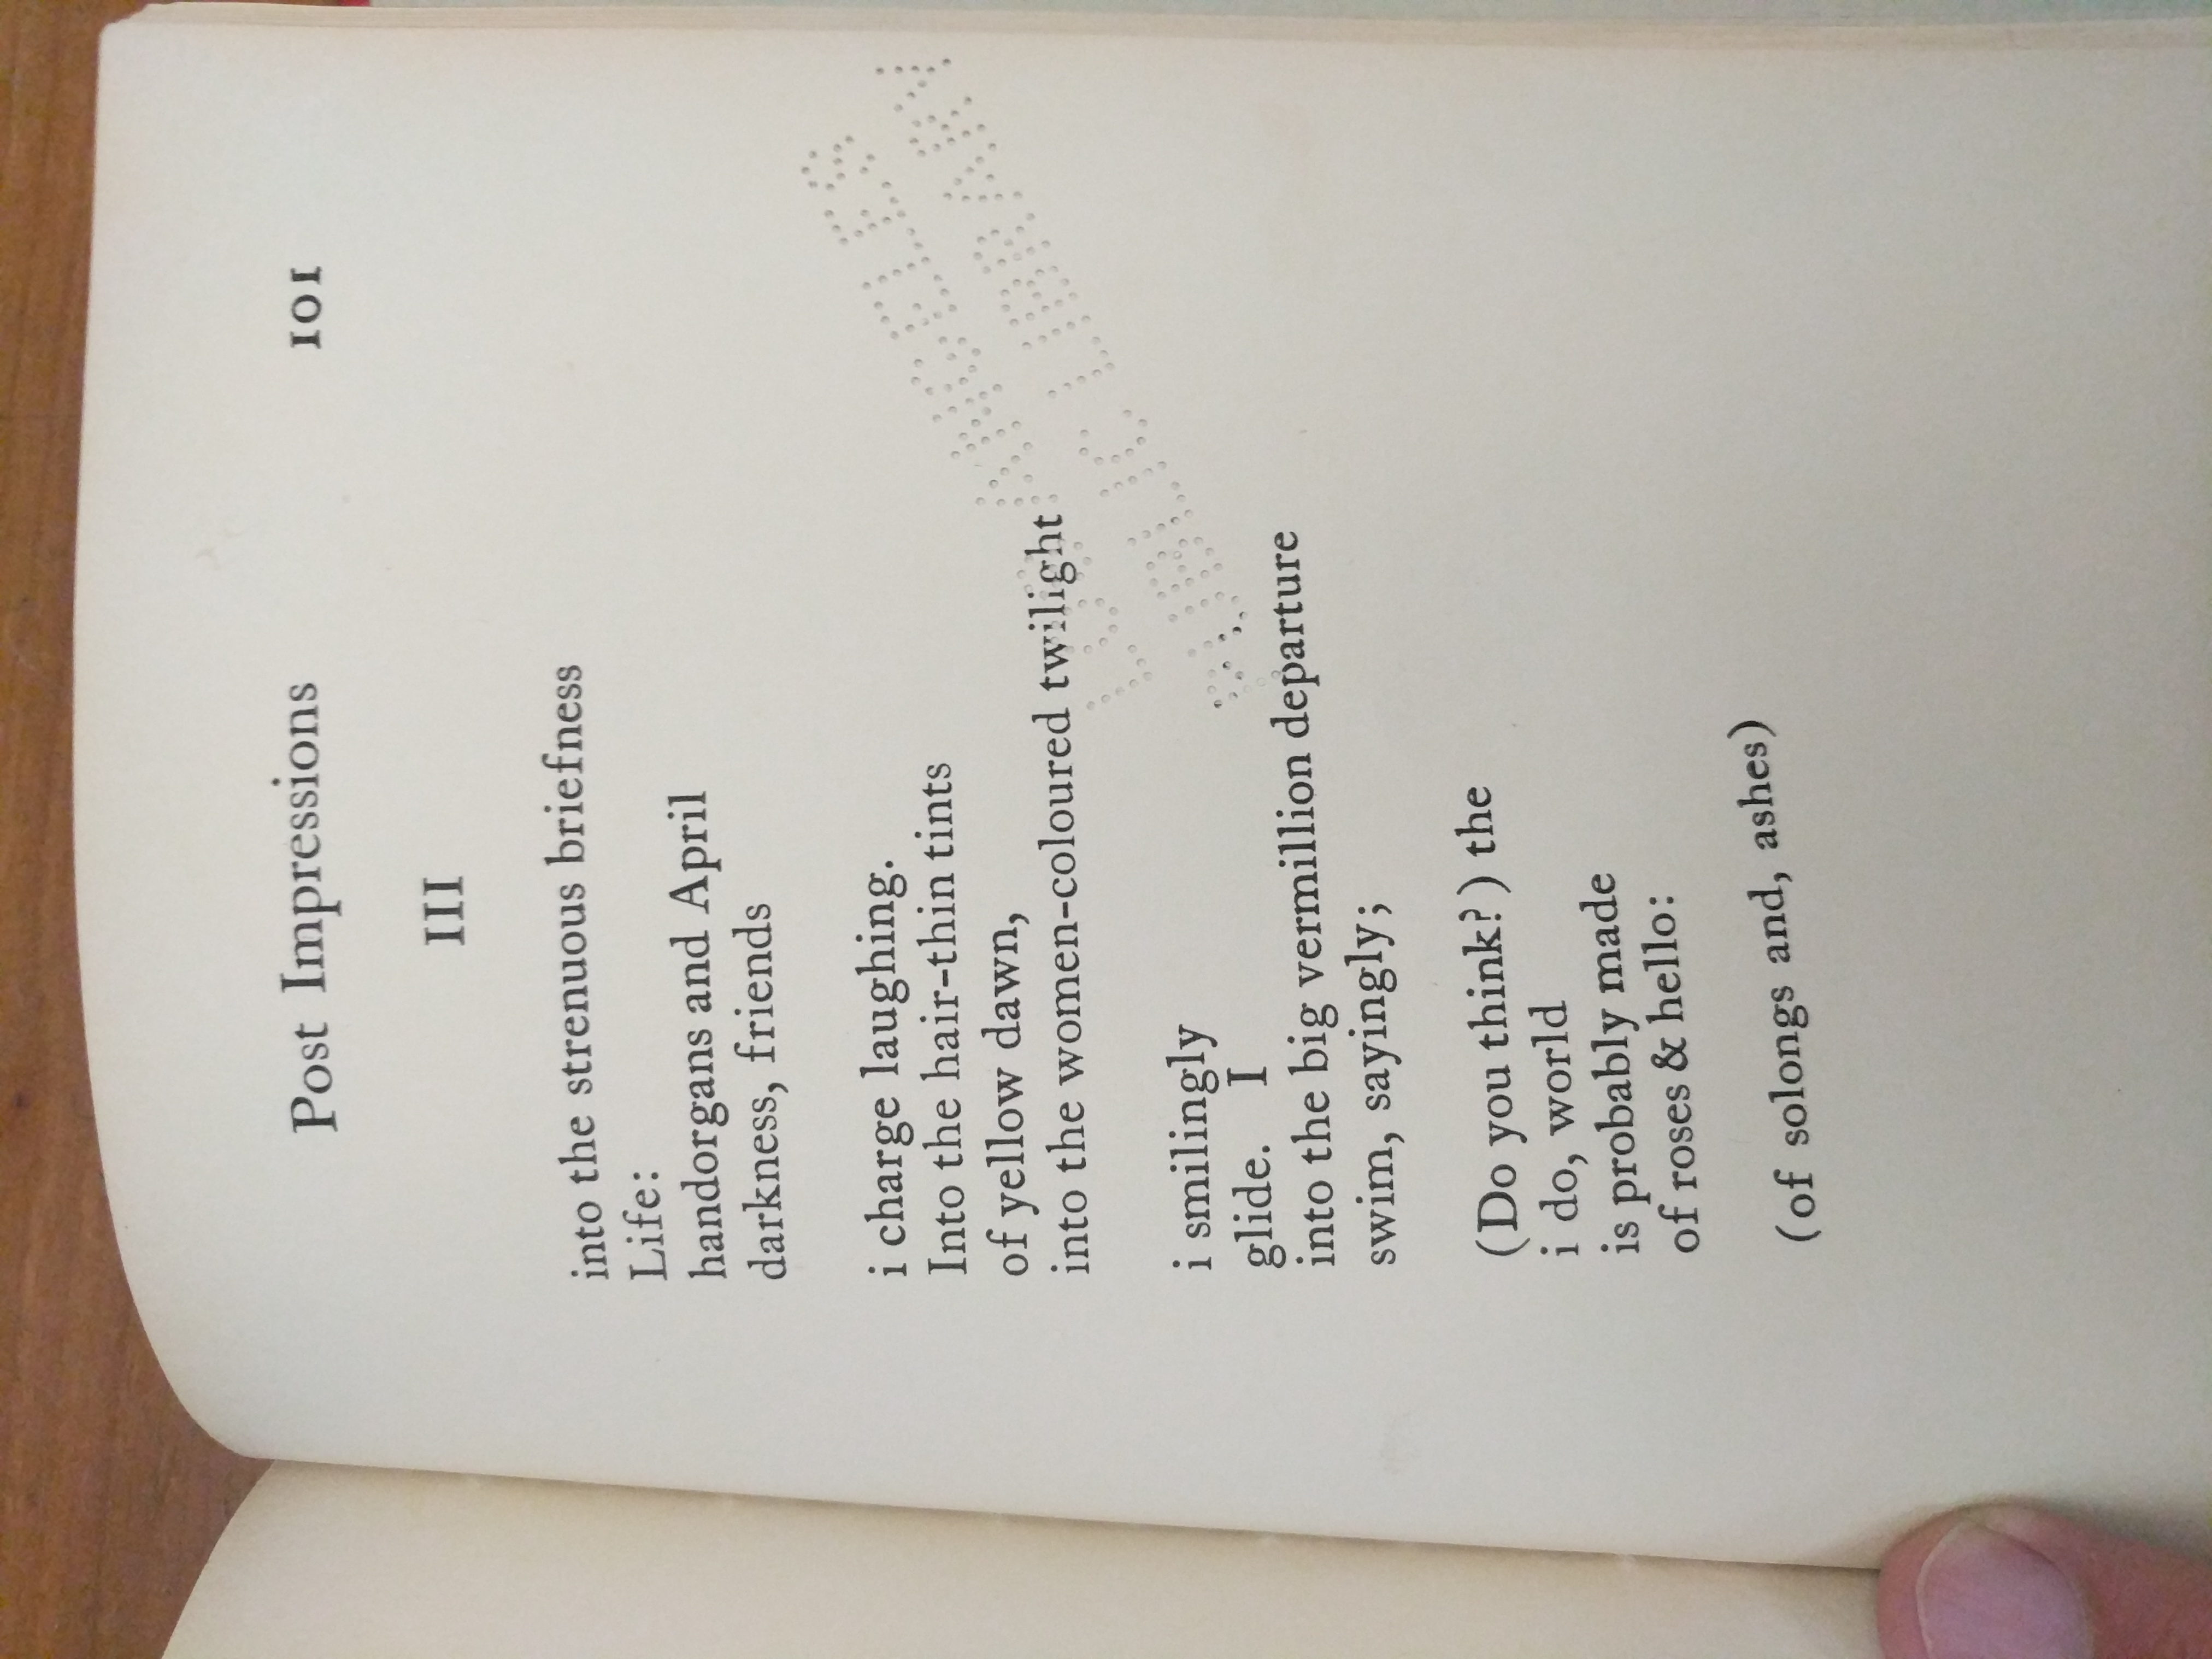 Post Impressions 101
III
into the strenuous briefness
Life:
handorgans and April
darkness, friends
i charge laughing.
Into the hair-thin tints
of yellow dawn,
into the women-coloured twilight
i smilingly
glide. I
into the big vermillion departure
swim, sayingly;
(Do you think?) the
i do, world
is probably made
of roses & hello:
(of solongs and, ashes)
LOS ANGELES
PUBLIC LIBRARY